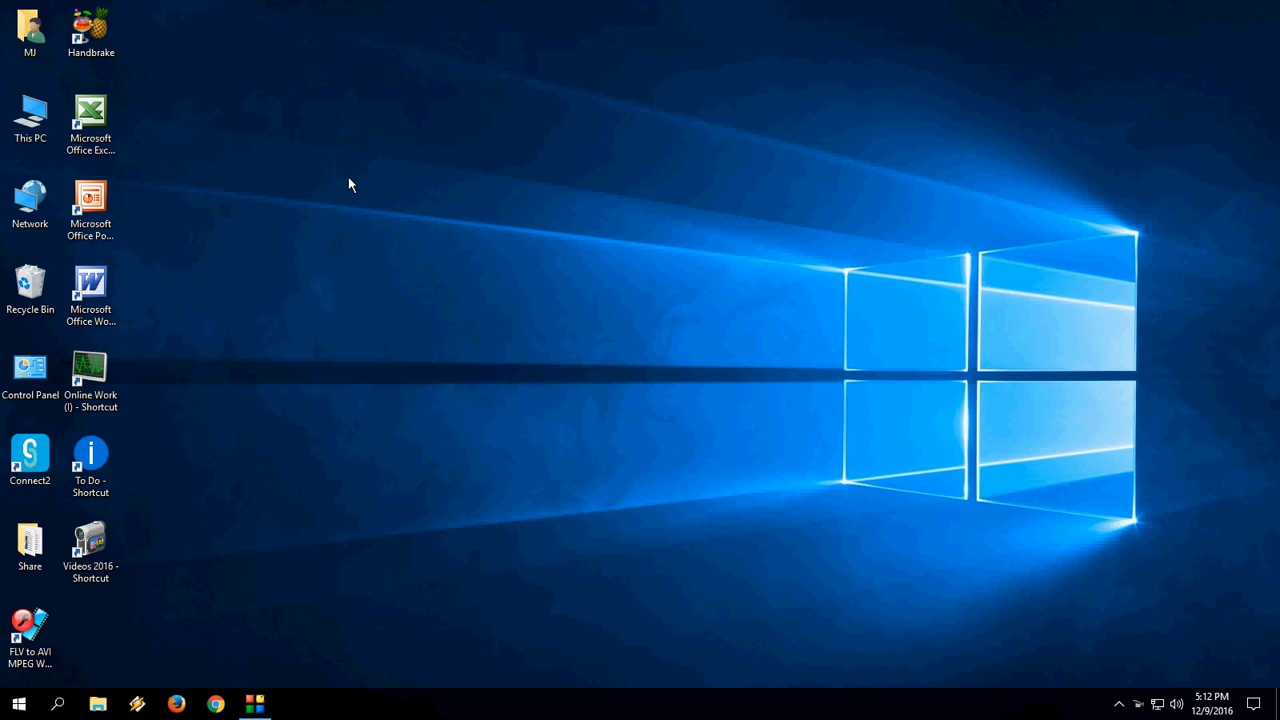 MJ
Handbrake
This PC
Microsoft
Office Exc...
Network
Microsoft
Office Po...
Recycle Bin
Microsoft
Office Wo...
Control Panel
Online Work
(I) - Shortcut
Connect2
To Do -
Shortcut
Share
Videos 2016 -
Shortcut
FLV to AVI
MPEG W...
5:12 PM
12/9/2016